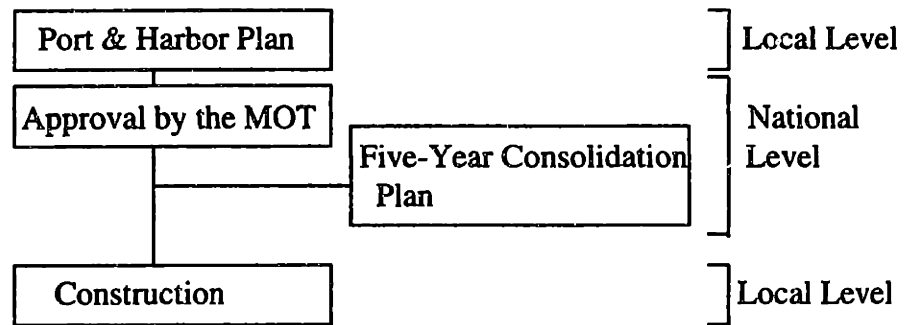 Port & Harbor Plan
Local Level
Approval by the MOT
National
Level
Five-Year Consolidation
Plan
Construction
Local Level